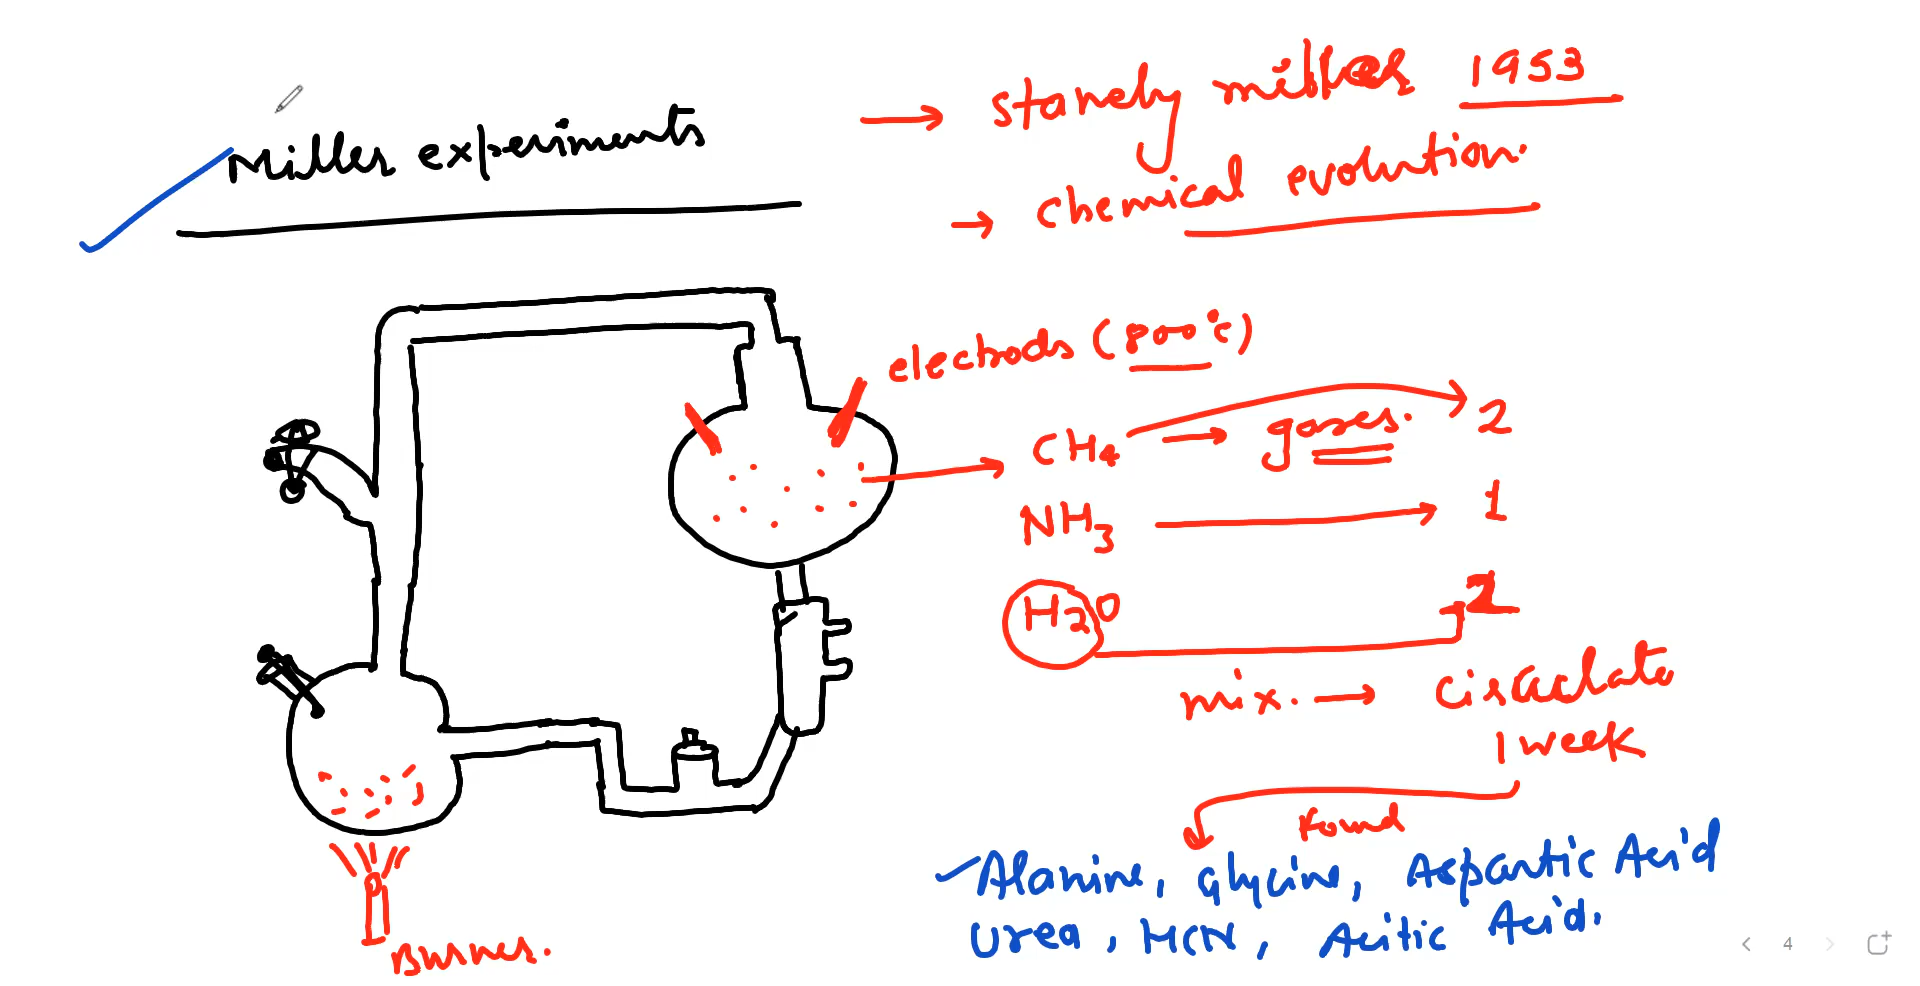 Miller experiments
→ stanely miller 1953
→ chemical evolution.
electrods (800°c)
CH4 → gases. 2
NH3 → 1
H2O 2
mix. → circulate
1 week
found
Alanine, glycine, Aspartic Acid
Urea, HCN, Acitic Acid.
Burner.
4